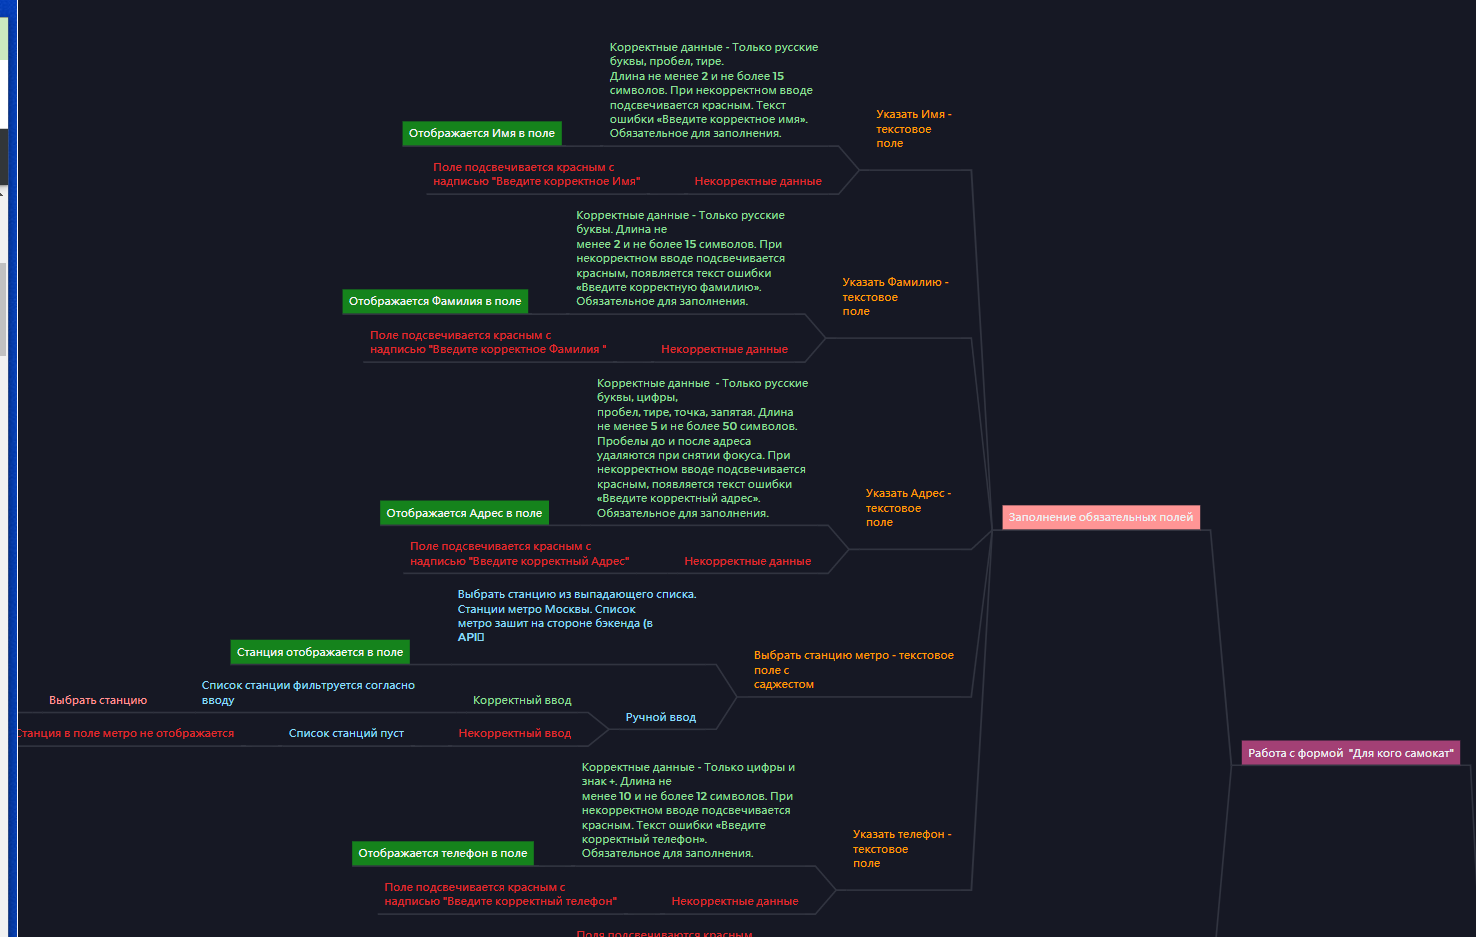 Корректные данные - Только русские
буквы, пробел, тире.
Длина не менее 2 и не более 15
символов. При некорректном вводе
подсвечивается красным. Текст
ошибки «Введите корректное имя».
Обязательное для заполнения.
Указать Имя -
текстовое
поле
Отображается Имя в поле
Поле подсвечивается красным с
надписью "Введите корректное Имя"
Некорректные данные
Корректные данные - Только русские
буквы. Длина не
менее 2 и не более 15 символов. При
некорректном вводе подсвечивается
красным, появляется текст ошибки
«Введите корректную фамилию».
Обязательное для заполнения.
Указать Фамилию -
текстовое
поле
Отображается Фамилия в поле
Поле подсвечивается красным с
надписью "Введите корректное Фамилия "
Некорректные данные
Корректные данные  - Только русские
буквы, цифры,
пробел, тире, точка, запятая. Длина
не менее 5 и не более 50 символов.
Пробелы до и после адреса
удаляются при снятии фокуса. При
некорректном вводе подсвечивается
красным, появляется текст ошибки
«Введите корректный адрес».
Обязательное для заполнения.
Указать Адрес -
текстовое
поле
Отображается Адрес в поле
Заполнение обязательных полей
Поле подсвечивается красным с
надписью "Введите корректный Адрес"
Некорректные данные
Выбрать станцию из выпадающего списка.
Станции метро Москвы. Список
метро зашит на стороне бэкенда (в
API
Станция отображается в поле
Выбрать станцию метро - текстовое
поле с
саджестом
Выбрать станцию
Список станции фильтруется согласно
вводу
Корректный ввод
Ручной ввод
Станция в поле метро не отображается
Список станций пуст
Некорректный ввод
Работа с формой  "Для кого самокат"
Корректные данные - Только цифры и
знак +. Длина не
менее 10 и не более 12 символов. При
некорректном вводе подсвечивается
красным. Текст ошибки «Введите
корректный телефон».
Обязательное для заполнения.
Указать телефон -
текстовое
поле
Отображается телефон в поле
Поле подсвечивается красным с
надписью "Введите корректный телефон"
Некорректные данные
Поля подсвечиваются красным